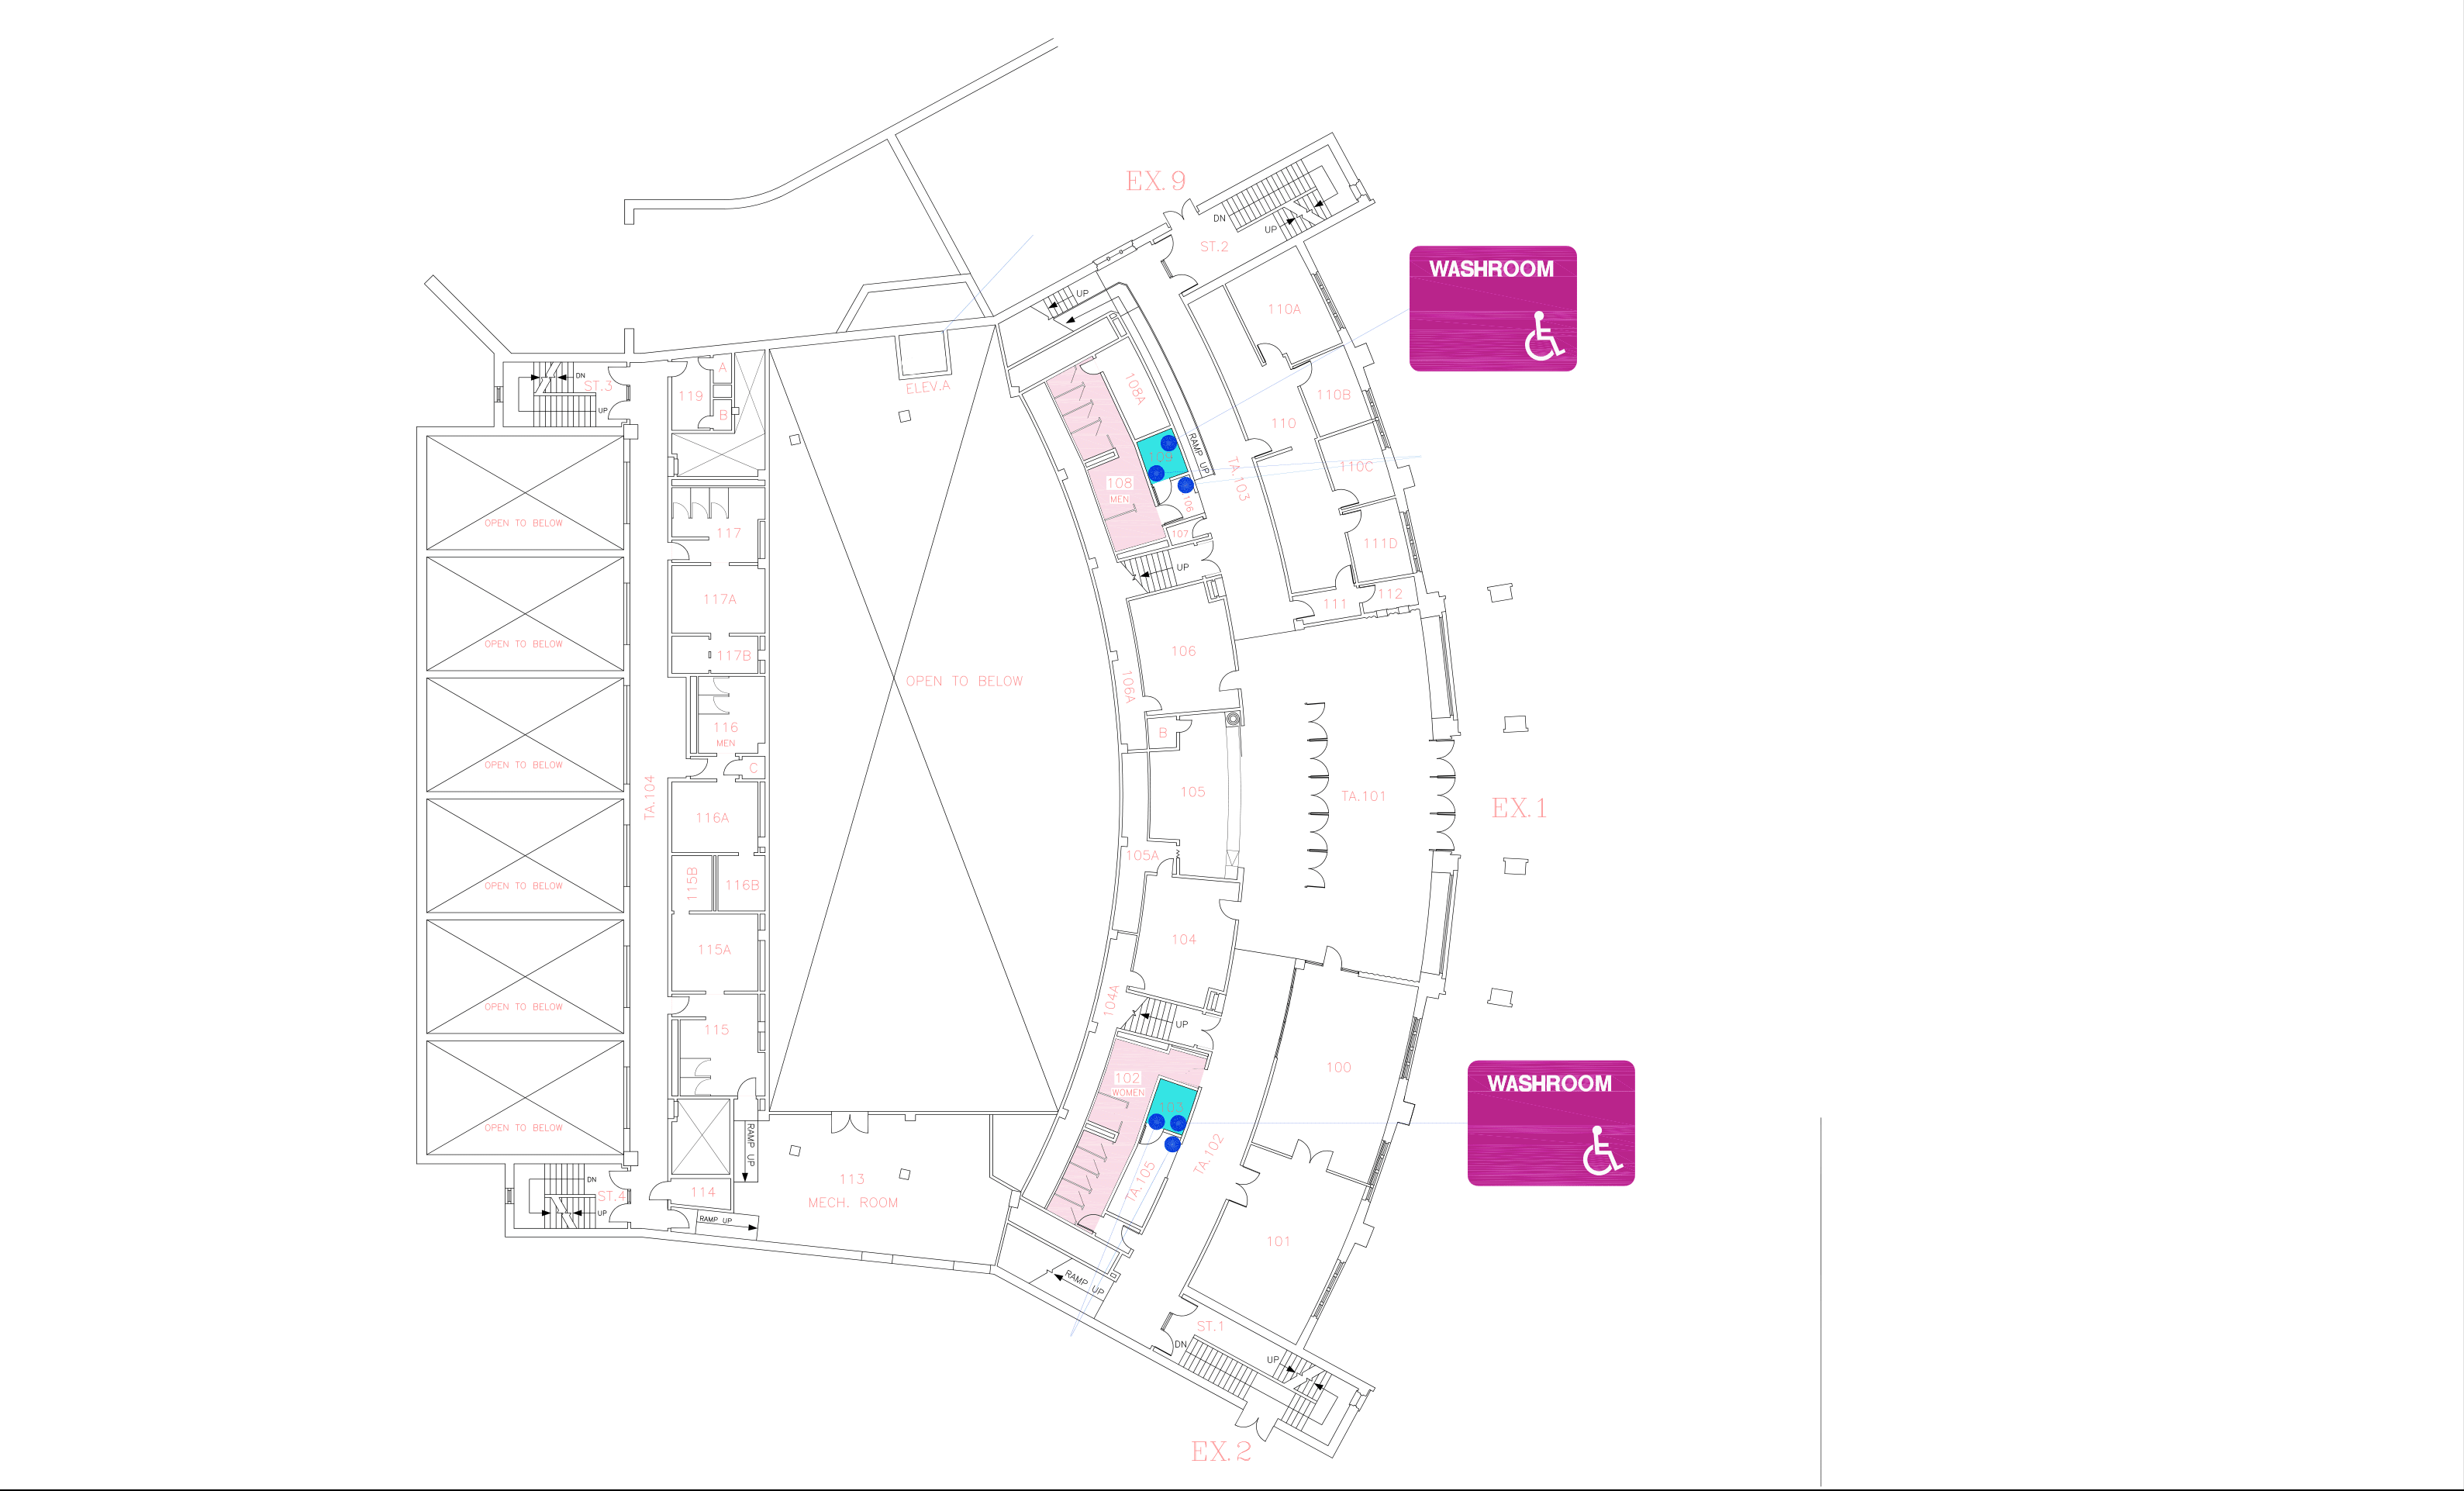 EX. 9
DN
UP
ST.2
WASHROOM
UP
110A
A
119
B
ST.3
DN
UP
ELEV.A
108A
110B
110
RAMP UP
109
110C
TA.103
108
MEN
106
107
OPEN TO BELOW
117
111D
UP
117A
111
112
OPEN TO BELOW
117B
106
106A
OPEN TO BELOW
116
MEN
B
OPEN TO BELOW
C
TA.104
105
TA.101
EX.1
116A
105A
115B
116B
OPEN TO BELOW
104
115A
104A
OPEN TO BELOW
115
UP
100
102
WOMEN
WASHROOM
103
OPEN TO BELOW
RAMP UP
TA.102
TA.105
113
MECH. ROOM
114
DN
ST.4
UP
RAMP UP
101
RAMP UP
ST.1
DN
UP
EX.2